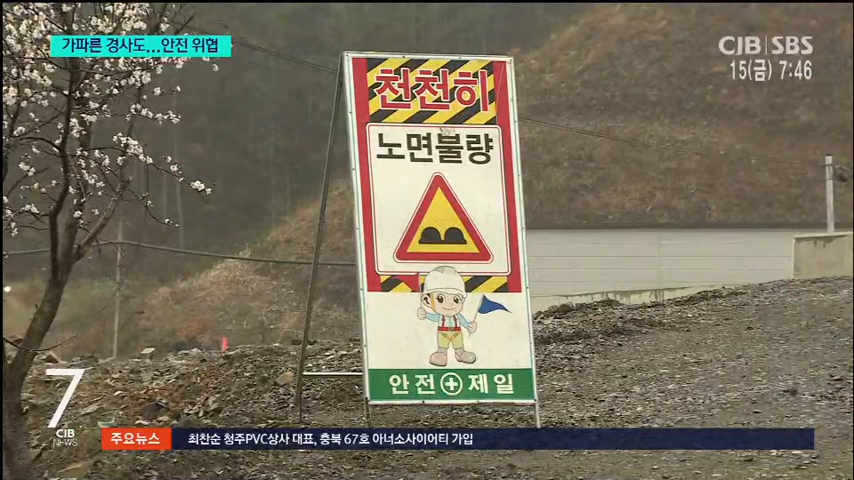 가파른 경사도...안전 위협
CJB SBS
15(금) 7:46
천천히
노면불량
안전 제일
7
CJB
NEWS
주요뉴스
최찬순 청주PVC상사 대표, 충북 67호 아너소사이어티 가입